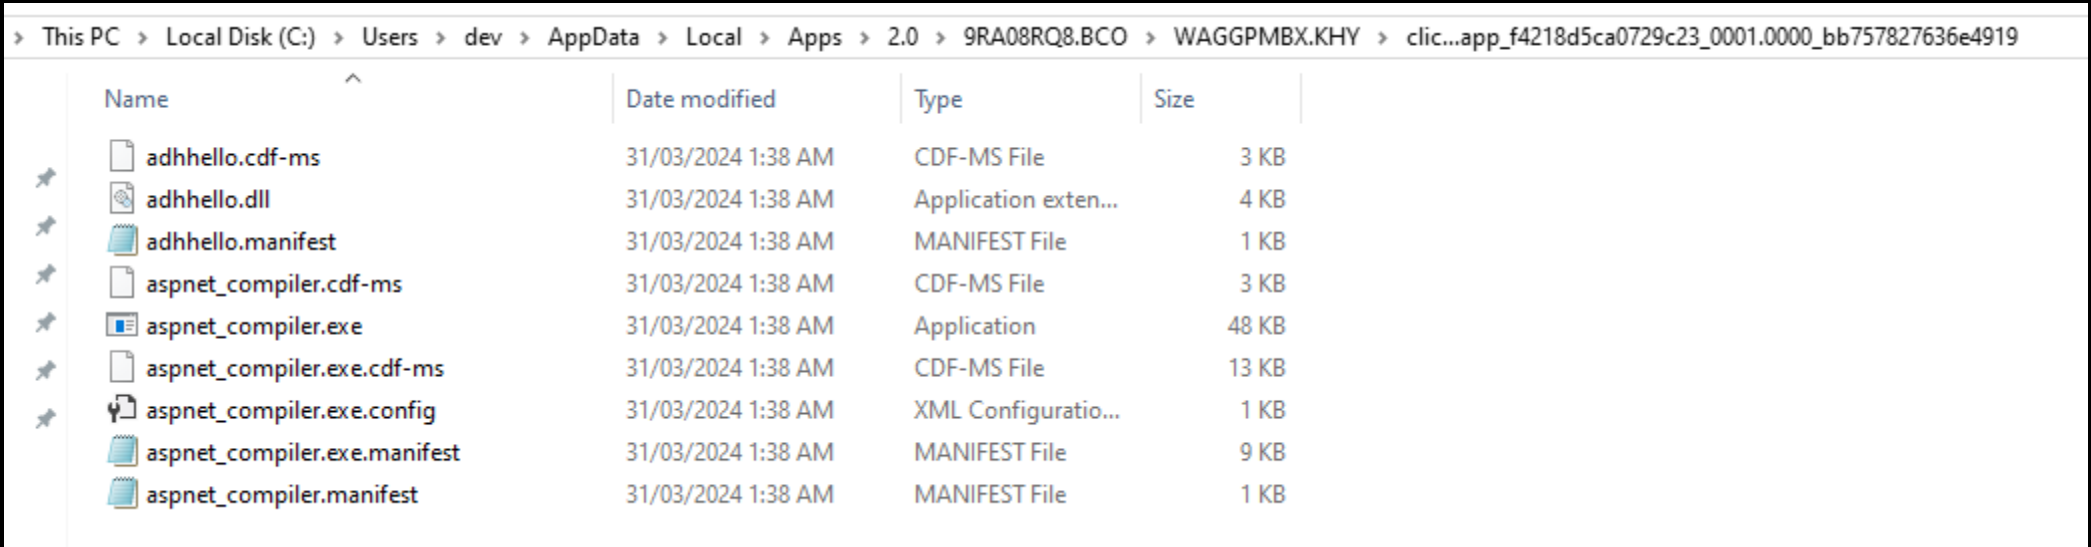 › This PC › Local Disk (C:) › Users › dev › AppData › Local › Apps › 2.0 › 9RA08RQ8.BCO › WAGGPMBX.KHY › clic...app_f4218d5ca0729c23_0001.0000_bb757827636e4919
Name Date modified Type Size
adhhello.cdf-ms 31/03/2024 1:38 AM CDF-MS File 3 KB
adhhello.dll 31/03/2024 1:38 AM Application exten... 4 KB
adhhello.manifest 31/03/2024 1:38 AM MANIFEST File 1 KB
aspnet_compiler.cdf-ms 31/03/2024 1:38 AM CDF-MS File 3 KB
aspnet_compiler.exe 31/03/2024 1:38 AM Application 48 KB
aspnet_compiler.exe.cdf-ms 31/03/2024 1:38 AM CDF-MS File 13 KB
aspnet_compiler.exe.config 31/03/2024 1:38 AM XML Configuratio... 1 KB
aspnet_compiler.exe.manifest 31/03/2024 1:38 AM MANIFEST File 9 KB
aspnet_compiler.manifest 31/03/2024 1:38 AM MANIFEST File 1 KB